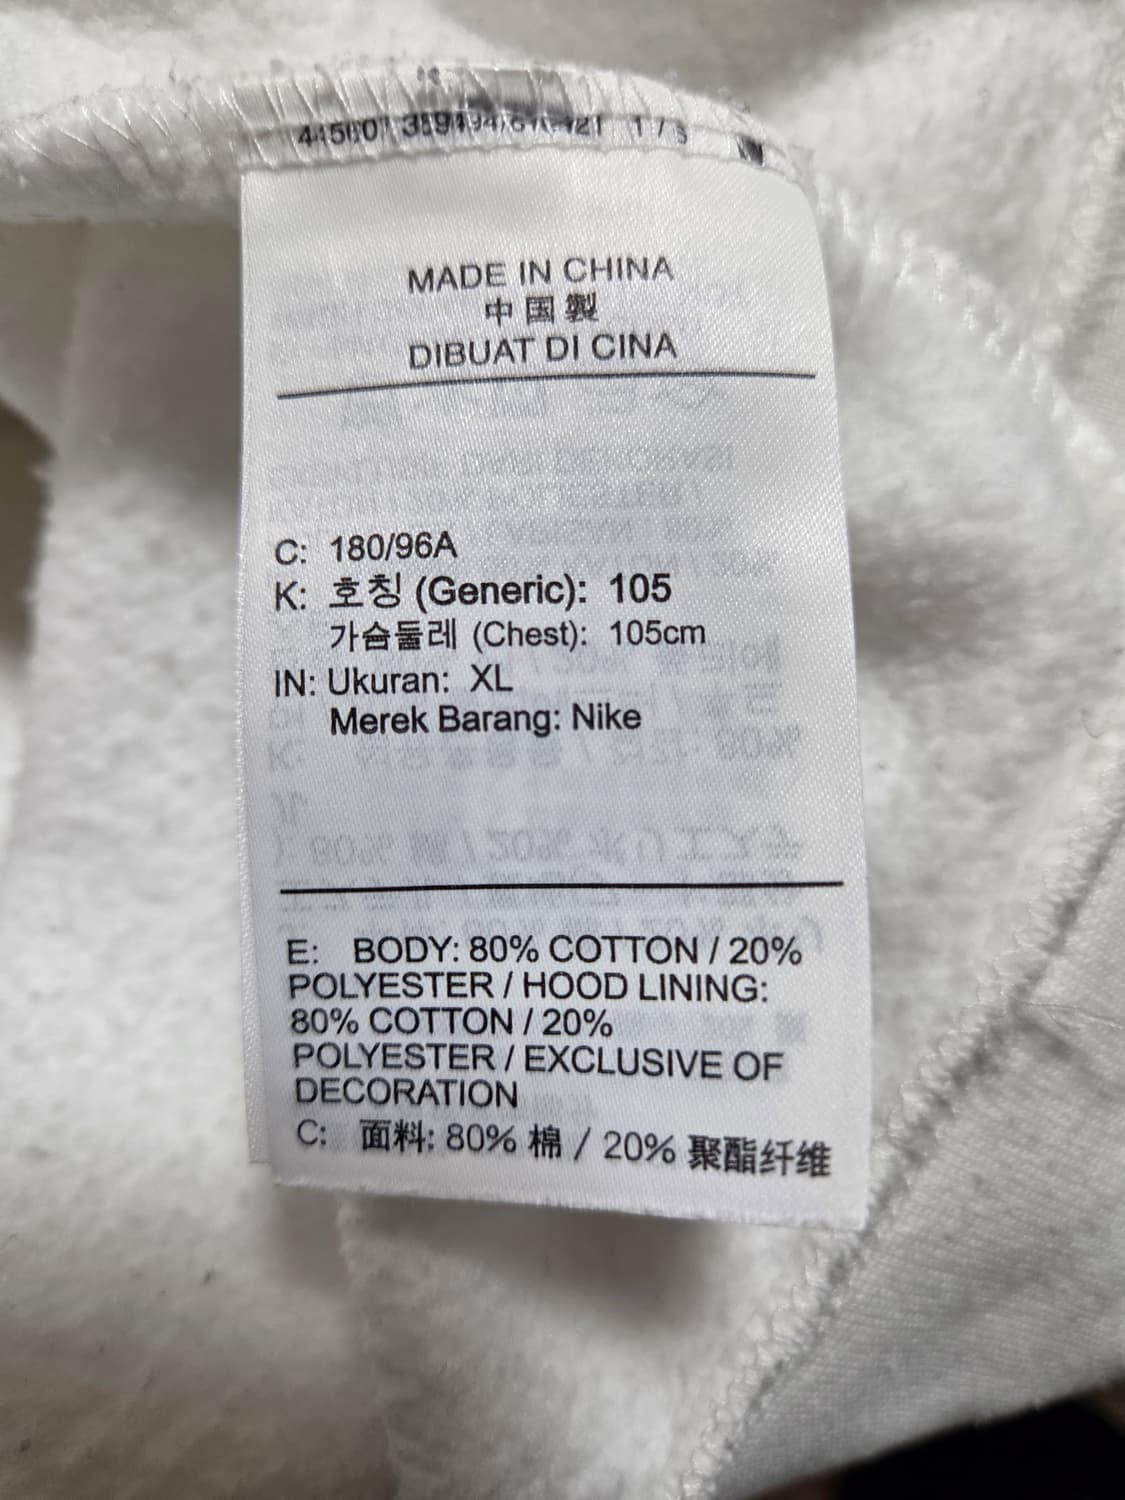 1 / 5
MADE IN CHINA
中国製
DIBUAT DI CINA
C: 180/96A
K: 호칭 (Generic): 105
가슴둘레 (Chest): 105cm
IN: Ukuran: XL
Merek Barang: Nike
E: BODY: 80% COTTON / 20%
POLYESTER / HOOD LINING:
80% COTTON / 20%
POLYESTER / EXCLUSIVE OF
DECORATION
C: 面料: 80% 棉 / 20% 聚酯纤维